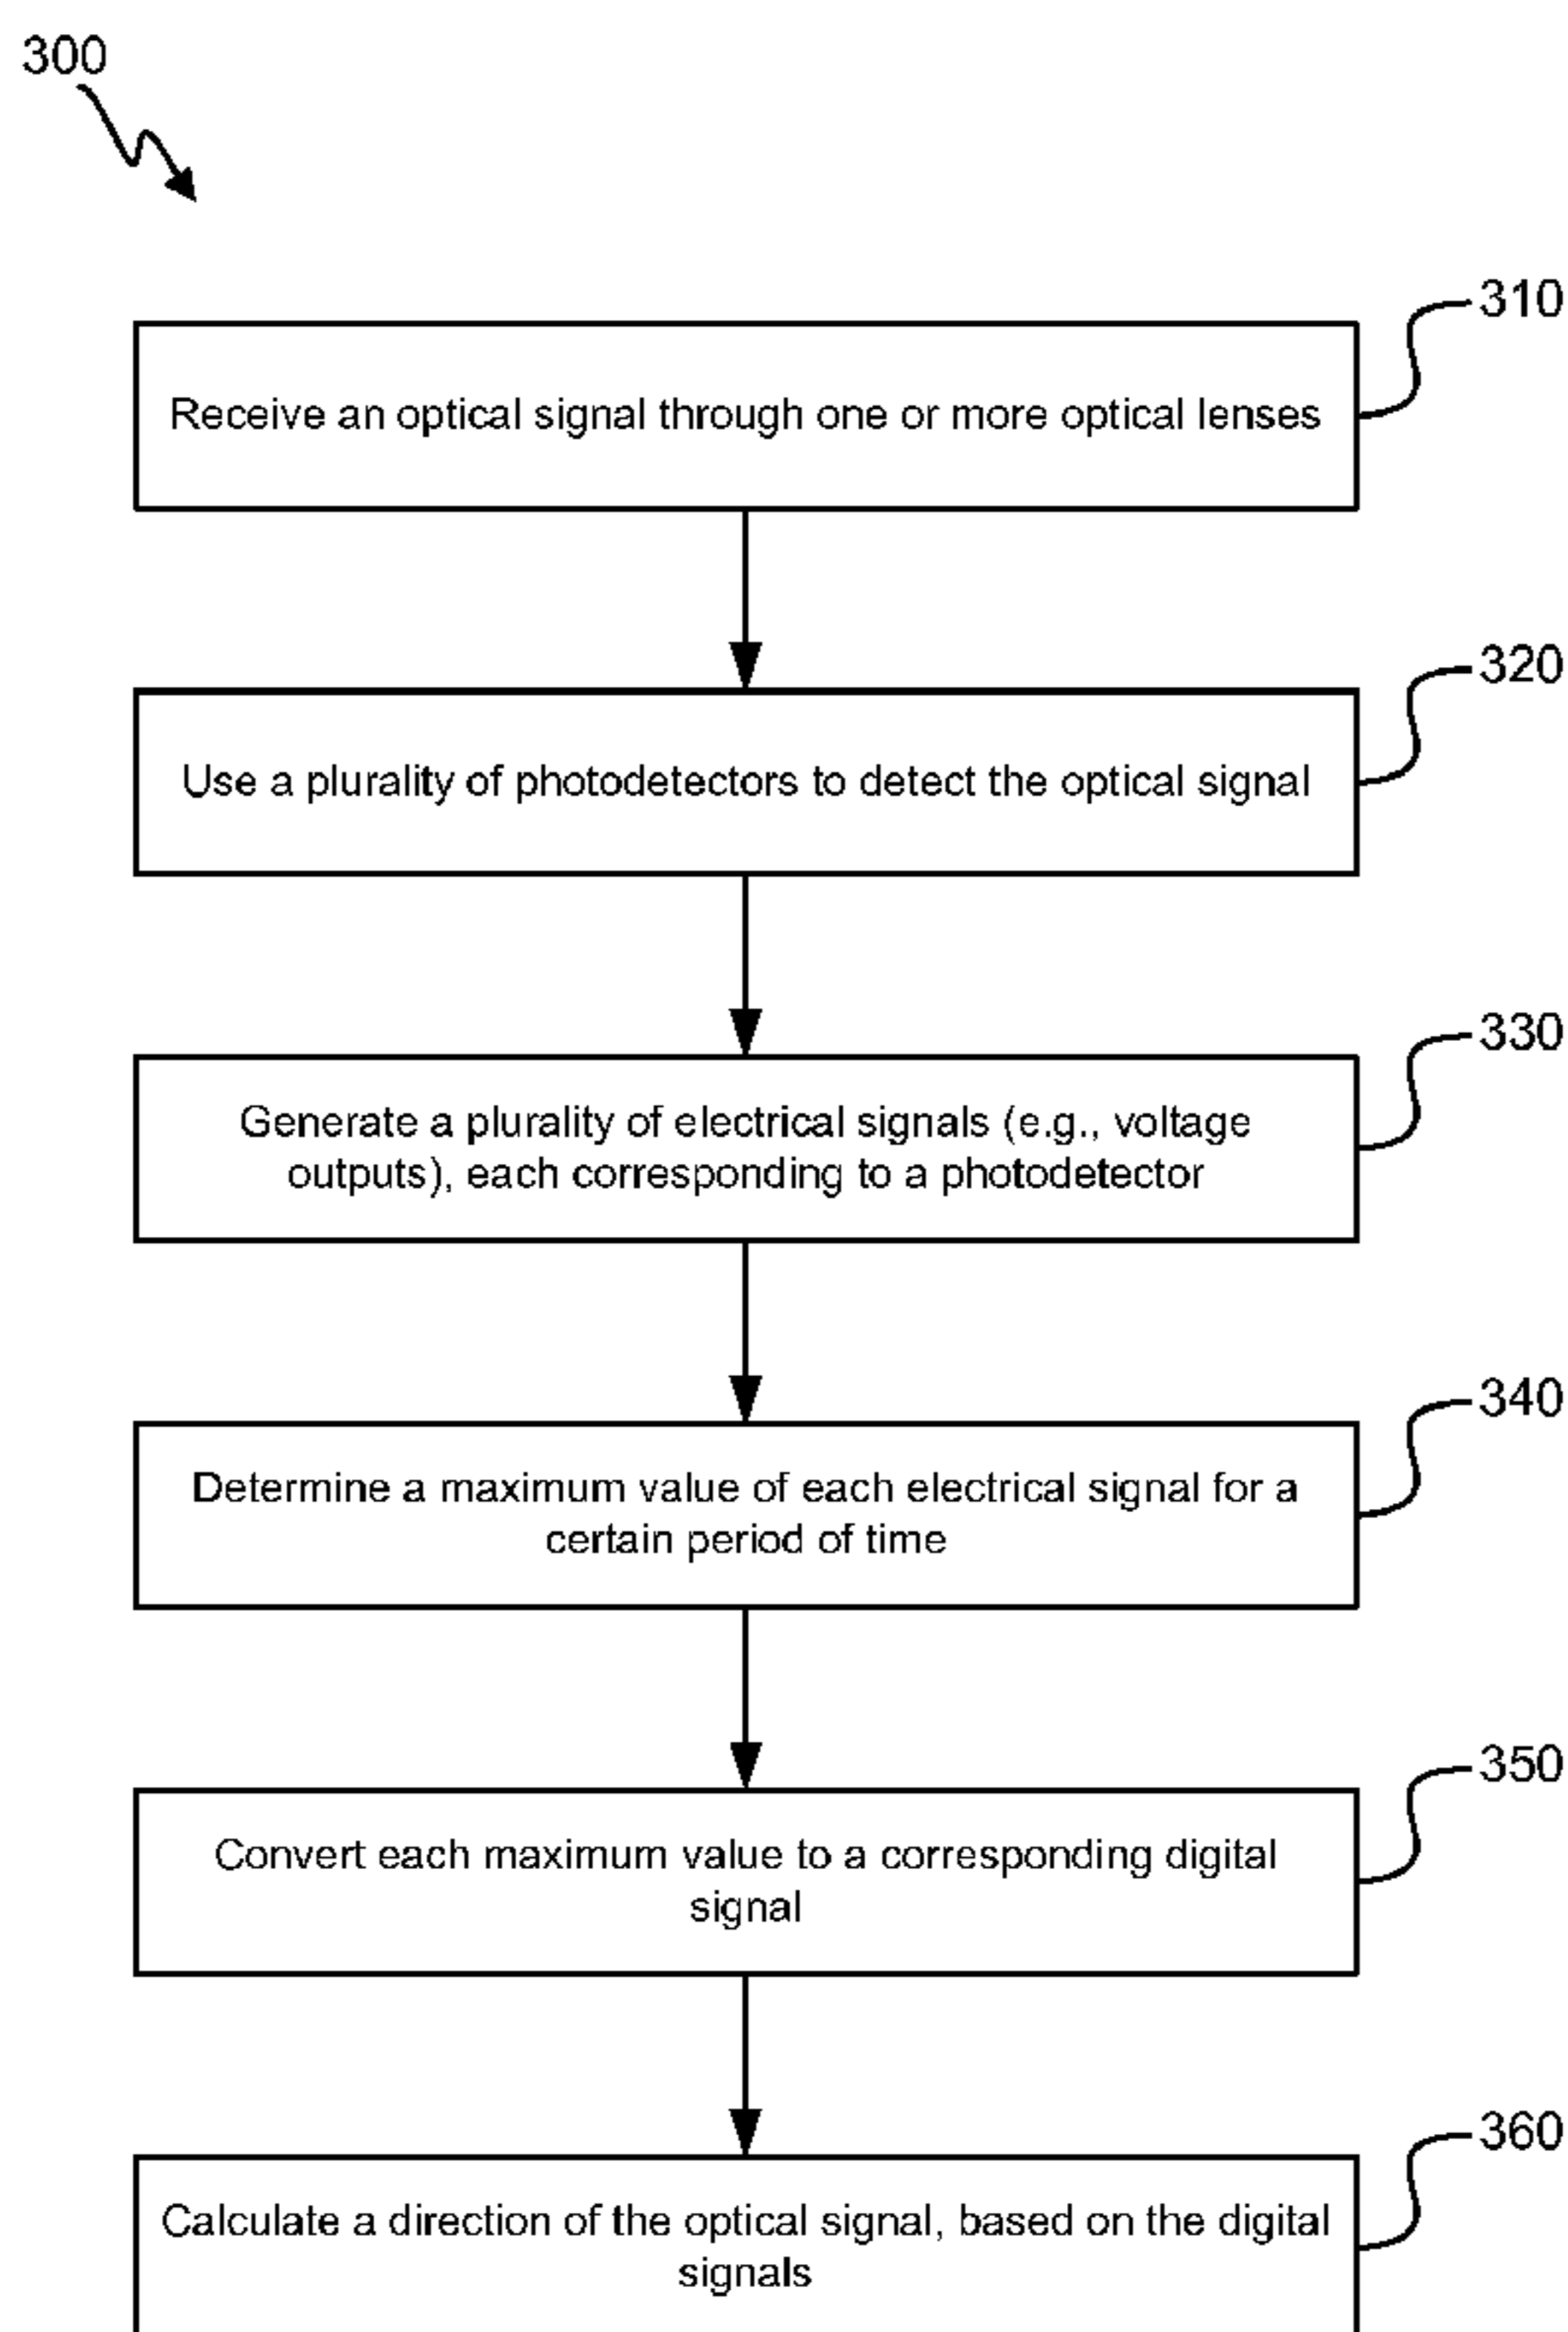 300
310
Receive an optical signal through one or more optical lenses
320
Use a plurality of photodetectors to detect the optical signal
330
Generate a plurality of electrical signals (e.g., voltage
outputs), each corresponding to a photodetector
340
Determine a maximum value of each electrical signal for a
certain period of time
350
Convert each maximum value to a corresponding digital
signal
360
Calculate a direction of the optical signal, based on the digital
signals